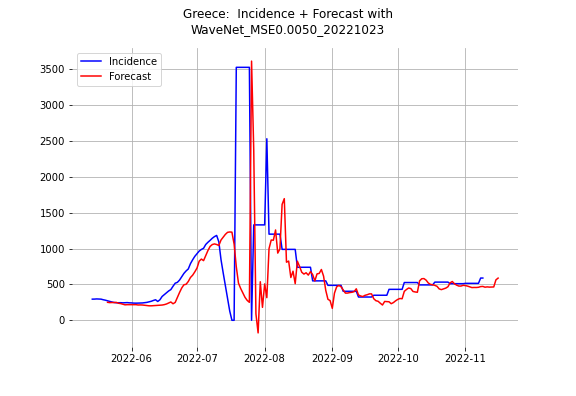 Greece:  Incidence + Forecast with
WaveNet_MSE0.0050_20221023
Incidence
Forecast
3500
3000
2500
2000
1500
1000
500
0
2022-06 2022-07 2022-08 2022-09 2022-10 2022-11